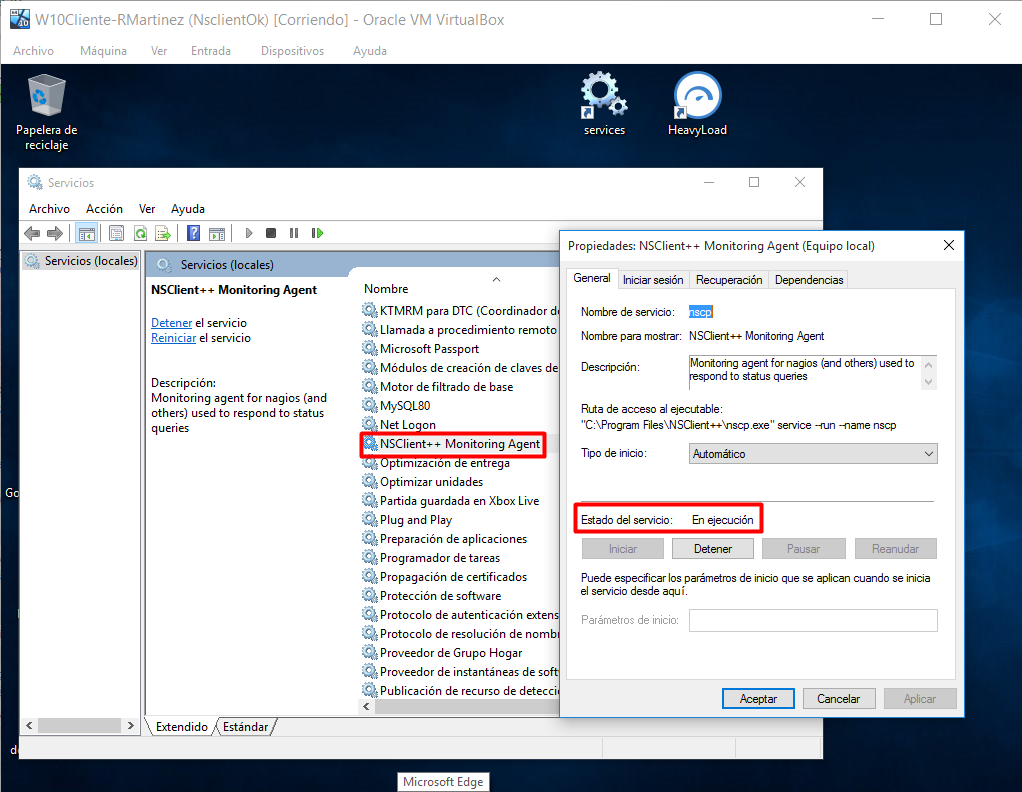 W10Cliente-RMartinez (NsclientOk) [Corriendo] - Oracle VM VirtualBox
Archivo Máquina Ver Entrada Dispositivos Ayuda
Papelera de
reciclaje
services
HeavyLoad
Servicios
Archivo Acción Ver Ayuda
Servicios (locales)
Servicios (locales)
NSClient++ Monitoring Agent
Detener el servicio
Reiniciar el servicio
Descripción:
Monitoring agent for nagios (and
others) used to respond to status
queries
Nombre
KTMRM para DTC (Coordinador de
Llamada a procedimiento remoto
Microsoft Passport
Módulos de creación de claves de
Motor de filtrado de base
MySQL80
Net Logon
NSClient++ Monitoring Agent
Optimización de entrega
Optimizar unidades
Partida guardada en Xbox Live
Plug and Play
Preparación de aplicaciones
Programador de tareas
Propagación de certificados
Protección de software
Protocolo de autenticación extens
Protocolo de resolución de nombr
Proveedor de Grupo Hogar
Proveedor de instantáneas de soft
Publicación de recurso de detecci
Extendido Estándar
Propiedades: NSClient++ Monitoring Agent (Equipo local)
General Iniciar sesión Recuperación Dependencias
Nombre de servicio: nscp
Nombre para mostrar: NSClient++ Monitoring Agent
Descripción: Monitoring agent for nagios (and others) used to
respond to status queries
Ruta de acceso al ejecutable:
"C:\Program Files\NSClient++\nscp.exe" service --run --name nscp
Tipo de inicio: Automático
Estado del servicio: En ejecución
Iniciar Detener Pausar Reanudar
Puede especificar los parámetros de inicio que se aplican cuando se inicia
el servicio desde aquí.
Parámetros de inicio:
Aceptar Cancelar Aplicar
Go
Microsoft Edge